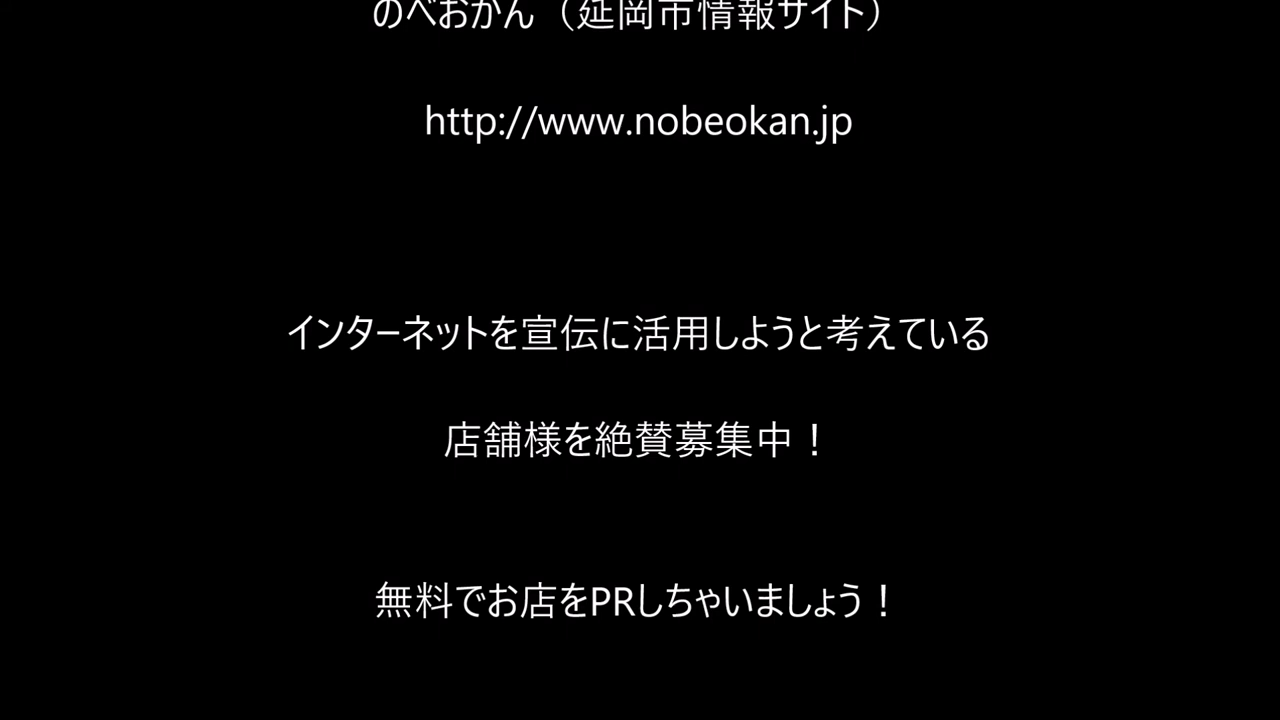 のべおかん（延岡市情報サイト）
http://www.nobeokan.jp
インターネットを宣伝に活用しようと考えている
店舗様を絶賛募集中！
無料でお店をPRしちゃいましょう！